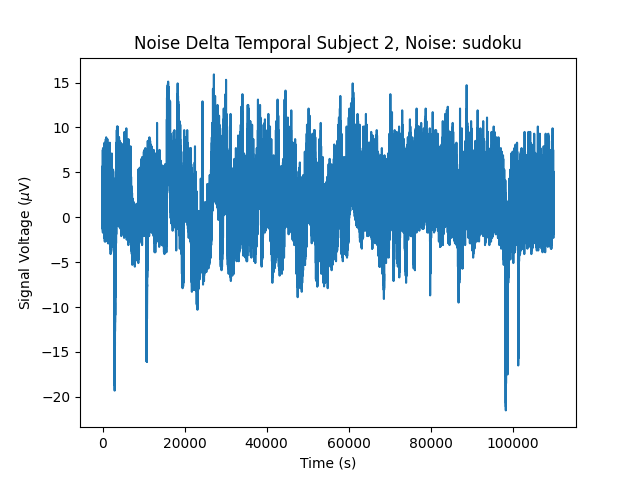 Noise Delta Temporal Subject 2, Noise: sudoku
Signal Voltage (μV)
15
10
5
0
−5
−10
−15
−20
0 20000 40000 60000 80000 100000
Time (s)